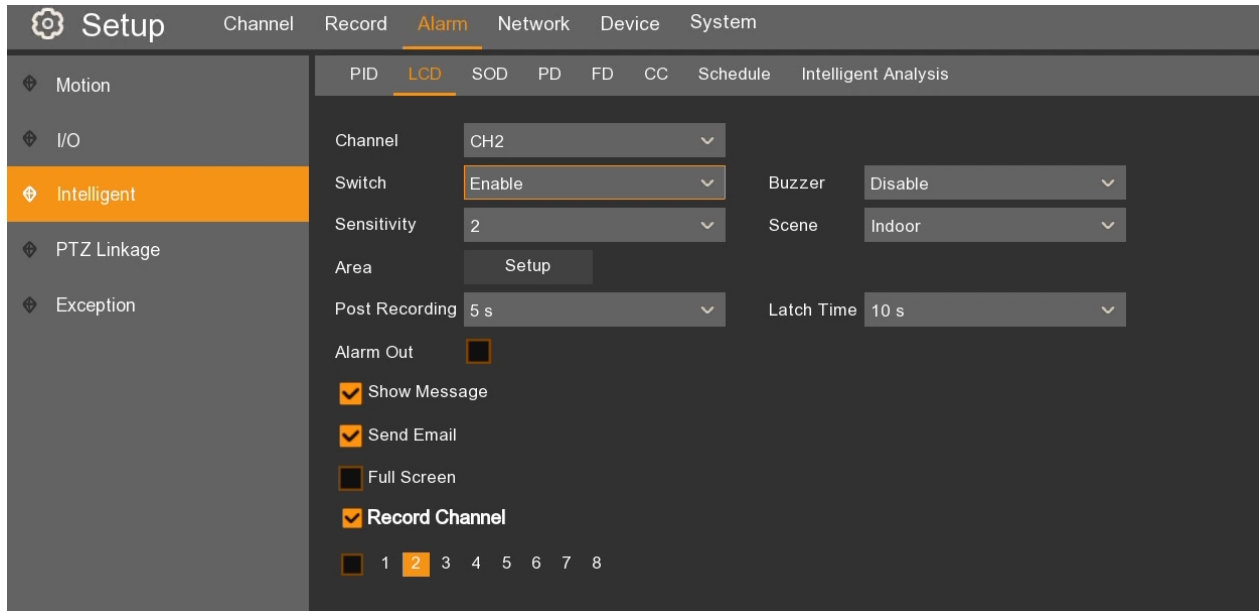 Setup Channel Record Alarm Network Device System
PID LCD SOD PD FD CC Schedule Intelligent Analysis
Motion
I/O
Intelligent
PTZ Linkage
Exception
Channel CH2
Switch Enable Buzzer Disable
Sensitivity 2 Scene Indoor
Area Setup
Post Recording 5 s Latch Time 10 s
Alarm Out
Show Message
Send Email
Full Screen
Record Channel
1 2 3 4 5 6 7 8